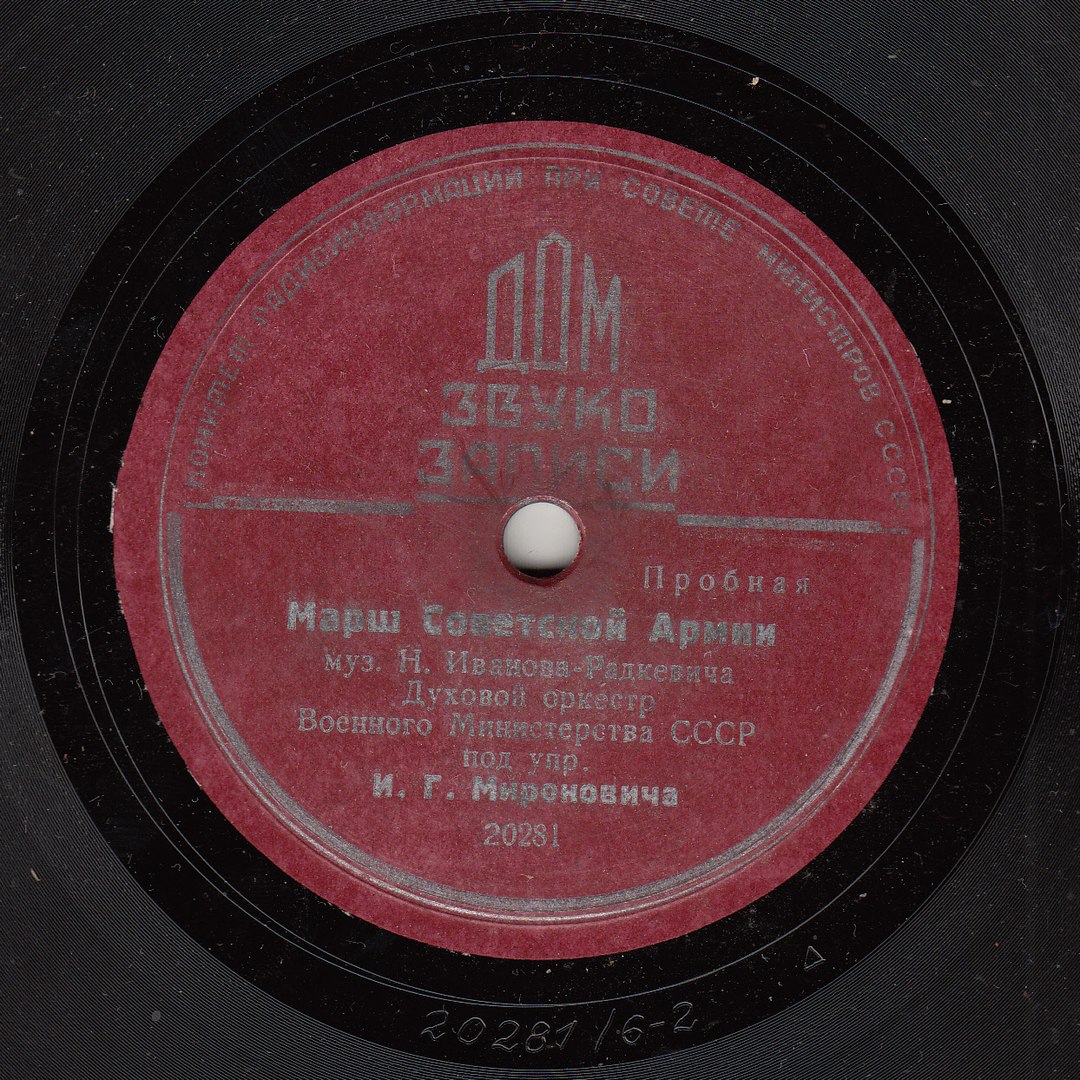 КОМИТЕТ РАДИОИНФОРМАЦИИ ПРИ СОВЕТЕ МИНИСТРОВ СССР
ДОМ
ЗВУКО
ЗАПИСИ
Пробная
Марш Советской Армии
муз. Н. Иванова-Радкевича
Духовой оркестр
Военного Министерства СССР
под упр.
И. Г. Мироновича
20281
20281/6-2